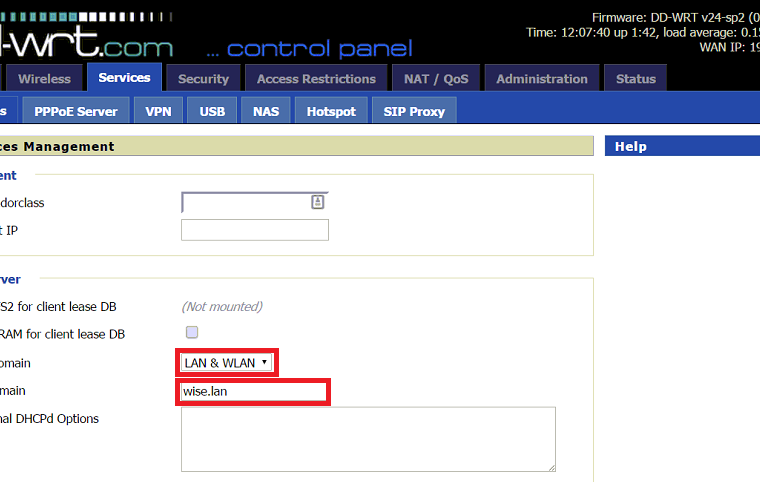 Firmware: DD-WRT v24-sp2 (0
Time: 12:07:40 up 1:42, load average: 0.1
WAN IP: 19
d-wrt.com ... control panel
Wireless Services Security Access Restrictions NAT / QoS Administration Status
s PPPoE Server VPN USB NAS Hotspot SIP Proxy
ces Management Help
ent
dorclass
t IP
rver
S2 for client lease DB (Not mounted)
RAM for client lease DB
omain LAN & WLAN
main wise.lan
nal DHCPd Options